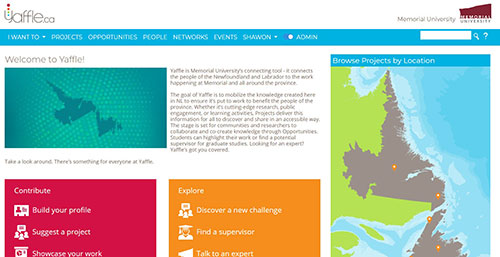 Yaffle.ca
Memorial University
MEMORIAL
UNIVERSITY
I WANT TO
PROJECTS
OPPORTUNITIES
PEOPLE
NETWORKS
EVENTS
SHAWON
ADMIN
?
Welcome to Yaffle!
Yaffle is Memorial University's connecting tool - it connects
the people of the Newfoundland and Labrador to the work
happening at Memorial and all around the province.
The goal of Yaffle is to mobilize the knowledge created here
in NL to ensure it's put to work to benefit the people of the
province. Whether it's cutting-edge research, public
engagement, or learning activities, Projects deliver this
information for all to discover and share in an accessible way.
The stage is set for communities and researchers to
collaborate and co create knowledge through Opportunities.
Students can highlight their work or find a potential
supervisor for graduate studies. Looking for an expert?
Yaffle's got you covered.
Take a look around. There's something for everyone at Yaffle.
Contribute
Build your profile
Suggest a project
Showcase your work
Explore
Discover a new challenge
Find a supervisor
Talk to an expert
Browse Projects by Location